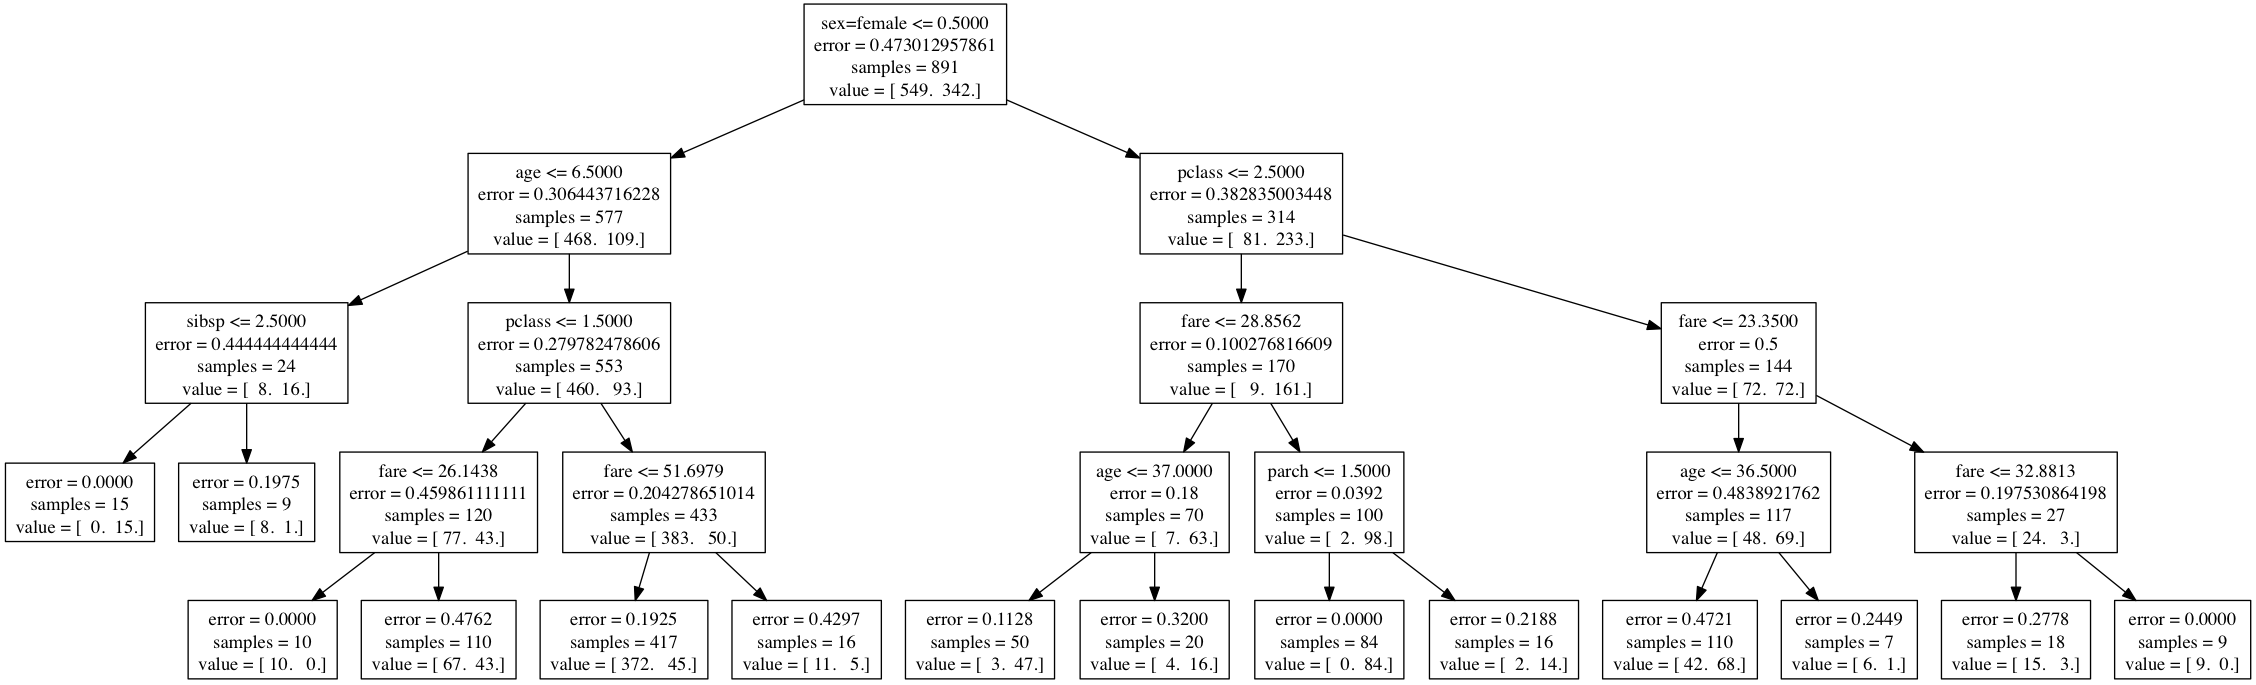 sex=female <= 0.5000
error = 0.473012957861
samples = 891
value = [ 549. 342.]
age <= 6.5000
error = 0.306443716228
samples = 577
value = [ 468. 109.]
pclass <= 2.5000
error = 0.382835003448
samples = 314
value = [ 81. 233.]
sibsp <= 2.5000
error = 0.444444444444
samples = 24
value = [ 8. 16.]
pclass <= 1.5000
error = 0.279782478606
samples = 553
value = [ 460. 93.]
fare <= 28.8562
error = 0.100276816609
samples = 170
value = [ 9. 161.]
fare <= 23.3500
error = 0.5
samples = 144
value = [ 72. 72.]
error = 0.0000
samples = 15
value = [ 0. 15.]
error = 0.1975
samples = 9
value = [ 8. 1.]
fare <= 26.1438
error = 0.459861111111
samples = 120
value = [ 77. 43.]
fare <= 51.6979
error = 0.204278651014
samples = 433
value = [ 383. 50.]
age <= 37.0000
error = 0.18
samples = 70
value = [ 7. 63.]
parch <= 1.5000
error = 0.0392
samples = 100
value = [ 2. 98.]
age <= 36.5000
error = 0.4838921762
samples = 117
value = [ 48. 69.]
fare <= 32.8813
error = 0.197530864198
samples = 27
value = [ 24. 3.]
error = 0.0000
samples = 10
value = [ 10. 0.]
error = 0.4762
samples = 110
value = [ 67. 43.]
error = 0.1925
samples = 417
value = [ 372. 45.]
error = 0.4297
samples = 16
value = [ 11. 5.]
error = 0.1128
samples = 50
value = [ 3. 47.]
error = 0.3200
samples = 20
value = [ 4. 16.]
error = 0.0000
samples = 84
value = [ 0. 84.]
error = 0.2188
samples = 16
value = [ 2. 14.]
error = 0.4721
samples = 110
value = [ 42. 68.]
error = 0.2449
samples = 7
value = [ 6. 1.]
error = 0.2778
samples = 18
value = [ 15. 3.]
error = 0.0000
samples = 9
value = [ 9. 0.]